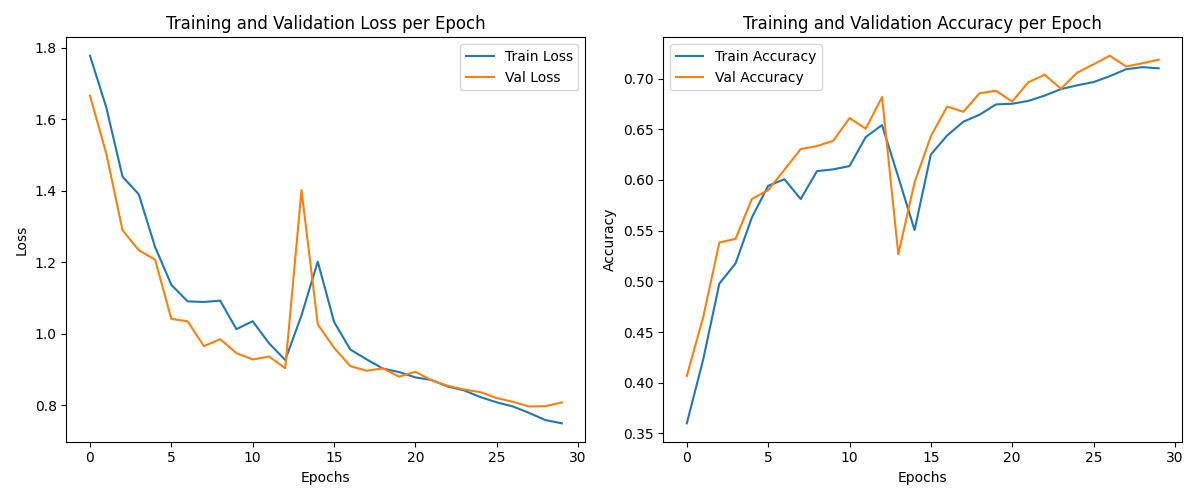 Training and Validation Loss per Epoch
1.8
1.6
1.4
1.2
1.0
0.8
Loss
0 5 10 15 20 25 30
Epochs
Train Loss
Val Loss
Training and Validation Accuracy per Epoch
0.70
0.65
0.60
0.55
0.50
0.45
0.40
0.35
Accuracy
0 5 10 15 20 25 30
Epochs
Train Accuracy
Val Accuracy